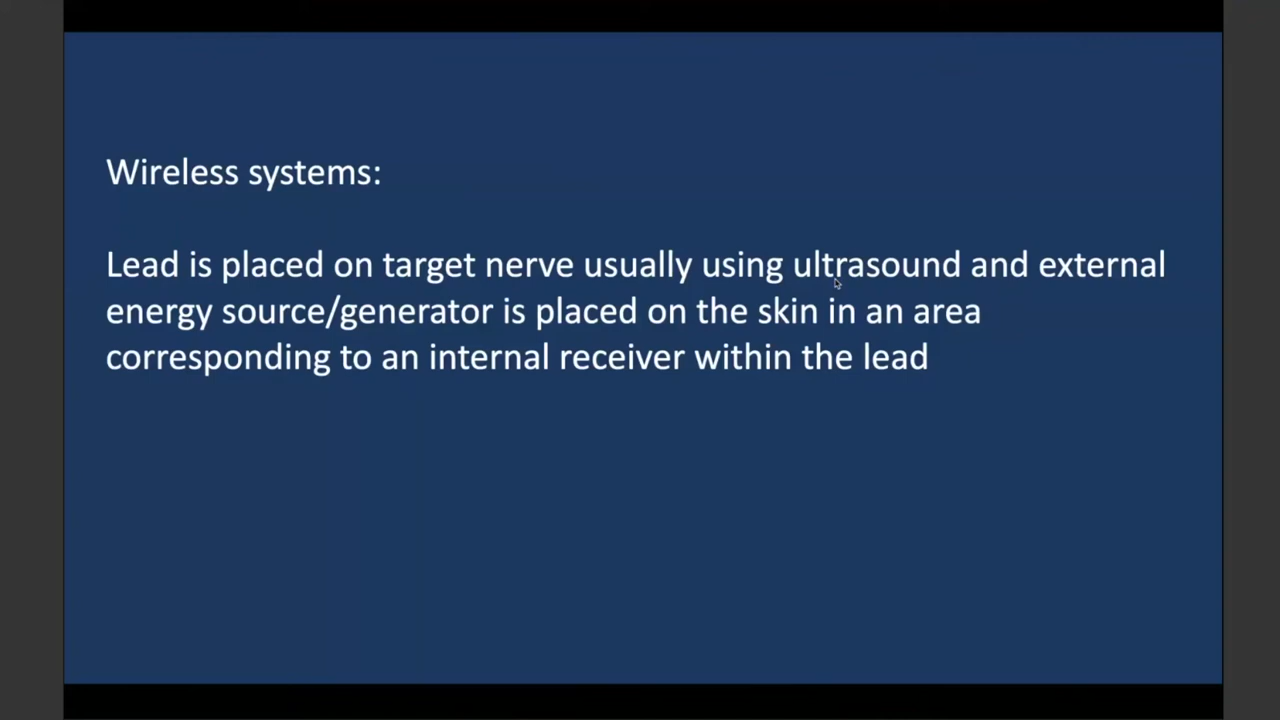 Wireless systems:
Lead is placed on target nerve usually using ultrasound and external
energy source/generator is placed on the skin in an area
corresponding to an internal receiver within the lead